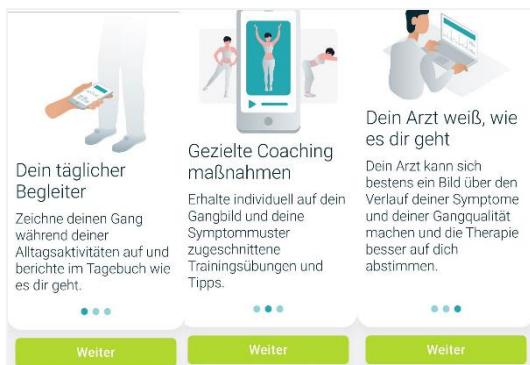 Dein täglicher
Begleiter
Zeichne deinen Gang
während deiner
Alltagsaktivitäten auf und
berichte im Tagebuch wie
es dir geht.
Weiter
Gezielte Coaching
maßnahmen
Erhalte individuell auf dein
Gangbild und deine
Symptommuster
zugeschnittene
Trainingsübungen und
Tipps.
Weiter
Dein Arzt weiß, wie
es dir geht
Dein Arzt kann sich
bestens ein Bild über den
Verlauf deiner Symptome
und deiner Gangqualität
machen und die Therapie
besser auf dich
abstimmen.
Weiter